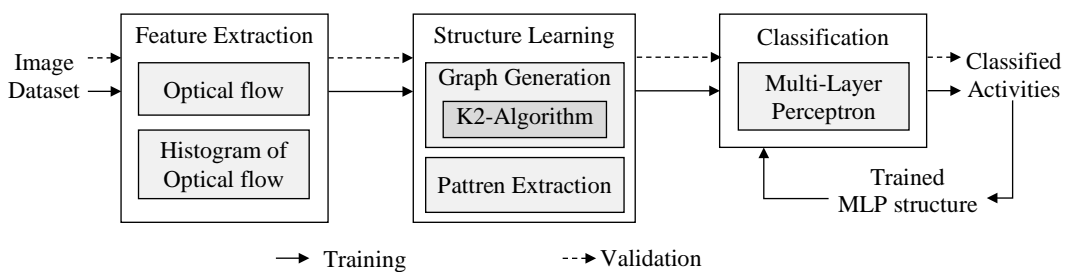 Image
Dataset
Feature Extraction
Optical flow
Histogram of
Optical flow
Structure Learning
Graph Generation
K2-Algorithm
Pattren Extraction
Classification
Multi-Layer
Perceptron
Classified
Activities
Trained
MLP structure
Training
Validation